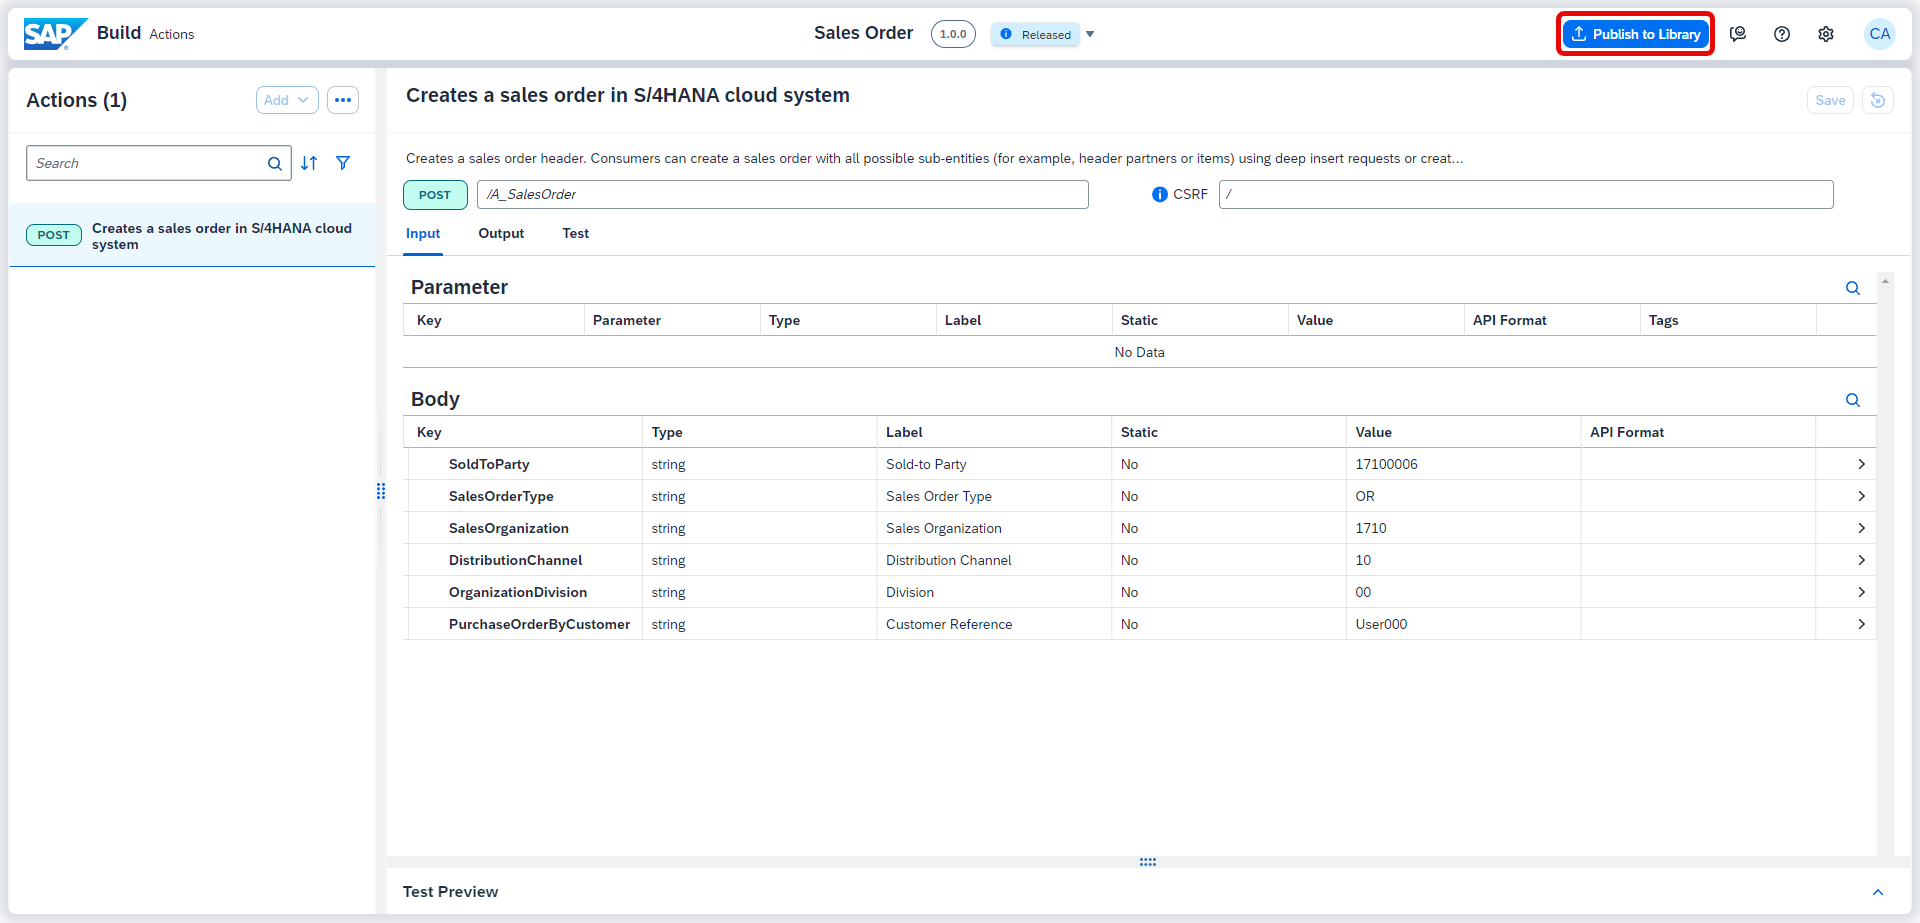 SAP Build Actions
Sales Order 1.0.0 Released
Publish to Library
CA
Actions (1)
Add
Search
POST
Creates a sales order in S/4HANA cloud
system
Creates a sales order in S/4HANA cloud system
Save
Creates a sales order header. Consumers can create a sales order with all possible sub-entities (for example, header partners or items) using deep insert requests or creat...
POST /A_SalesOrder CSRF /
Input Output Test
Parameter
Key Parameter Type Label Static Value API Format Tags
No Data
Body
Key Type Label Static Value API Format
SoldToParty string Sold-to Party No 17100006
SalesOrderType string Sales Order Type No OR
SalesOrganization string Sales Organization No 1710
DistributionChannel string Distribution Channel No 10
OrganizationDivision string Division No 00
PurchaseOrderByCustomer string Customer Reference No User000
Test Preview